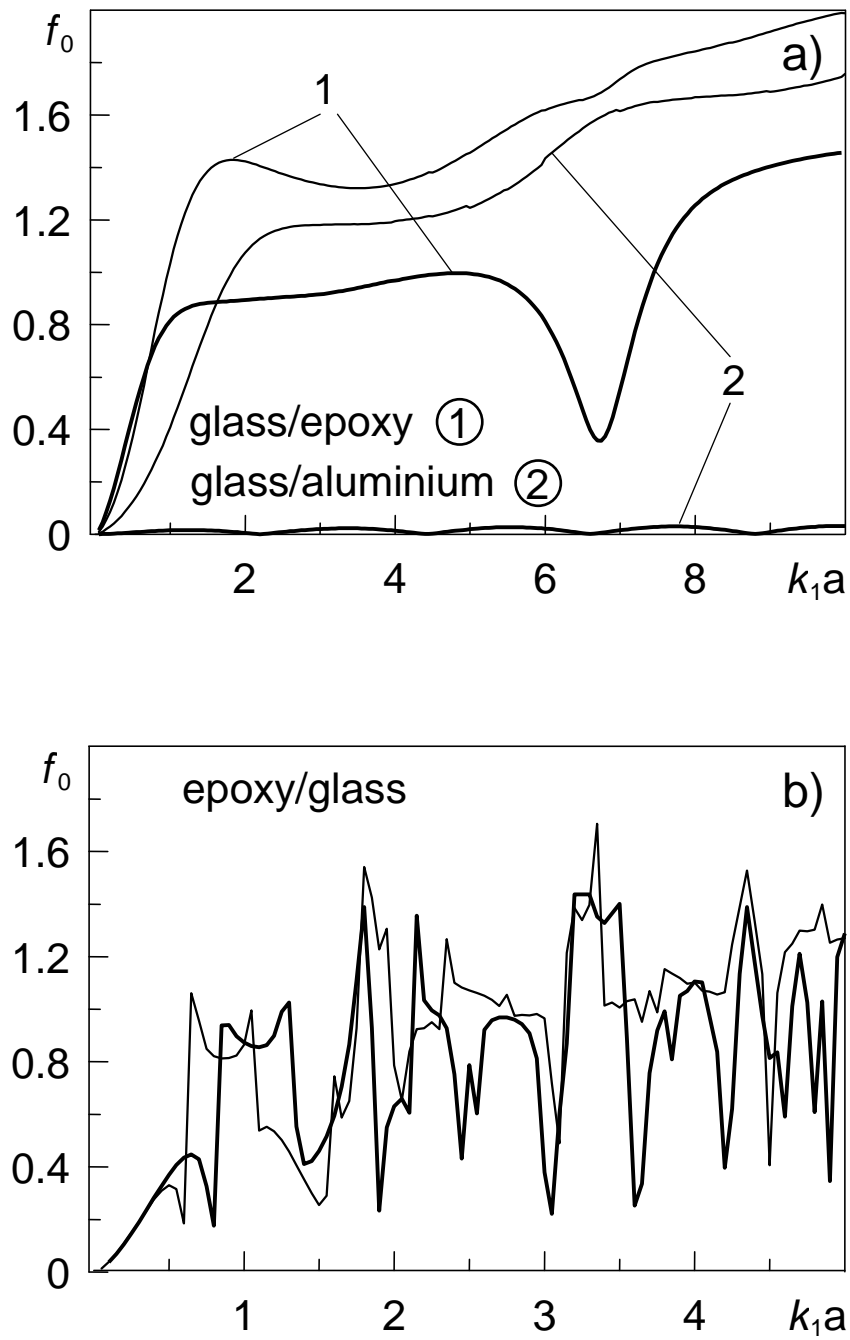 f₀
a)
1
1.6
1.2
0.8
2
0.4
glass/epoxy ①
glass/aluminium ②
0
2 4 6 8 k₁a
f₀
epoxy/glass b)
1.6
1.2
0.8
0.4
0
1 2 3 4 k₁a